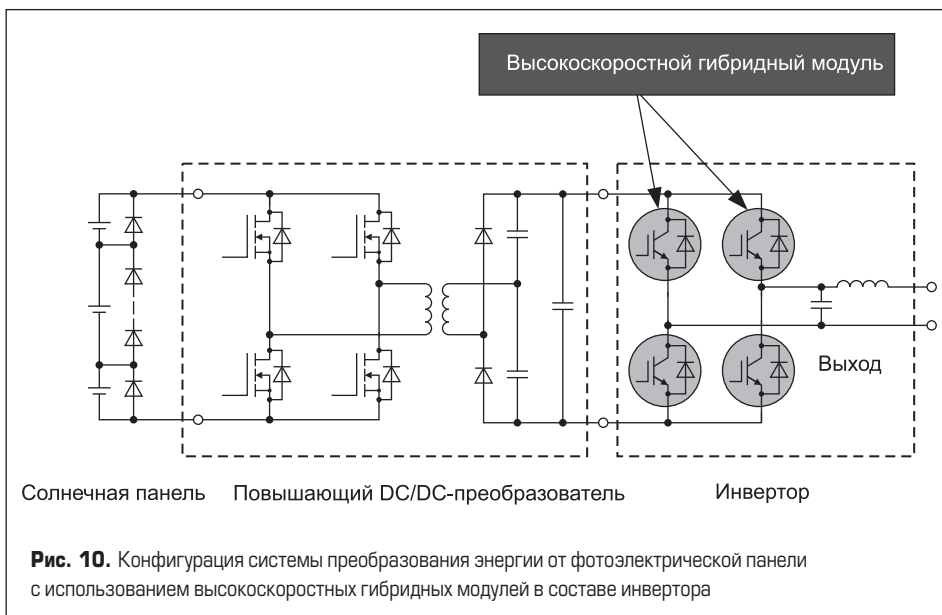 Высокоскоростной гибридный модуль
Выход
Солнечная панель
Повышающий DC/DC-преобразователь
Инвертор
Рис. 10. Конфигурация системы преобразования энергии от фотоэлектрической панели
с использованием высокоскоростных гибридных модулей в составе инвертора